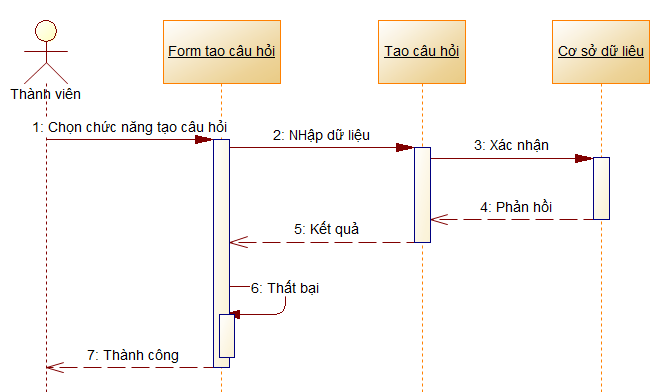 Form tao câu hỏi
Tao câu hỏi
Cơ sở dữ liêu
Thành viên
1: Chọn chức năng tạo câu hỏi
2: NHập dữ liệu
3: Xác nhận
4: Phản hồi
5: Kết quả
6: Thất bại
7: Thành công